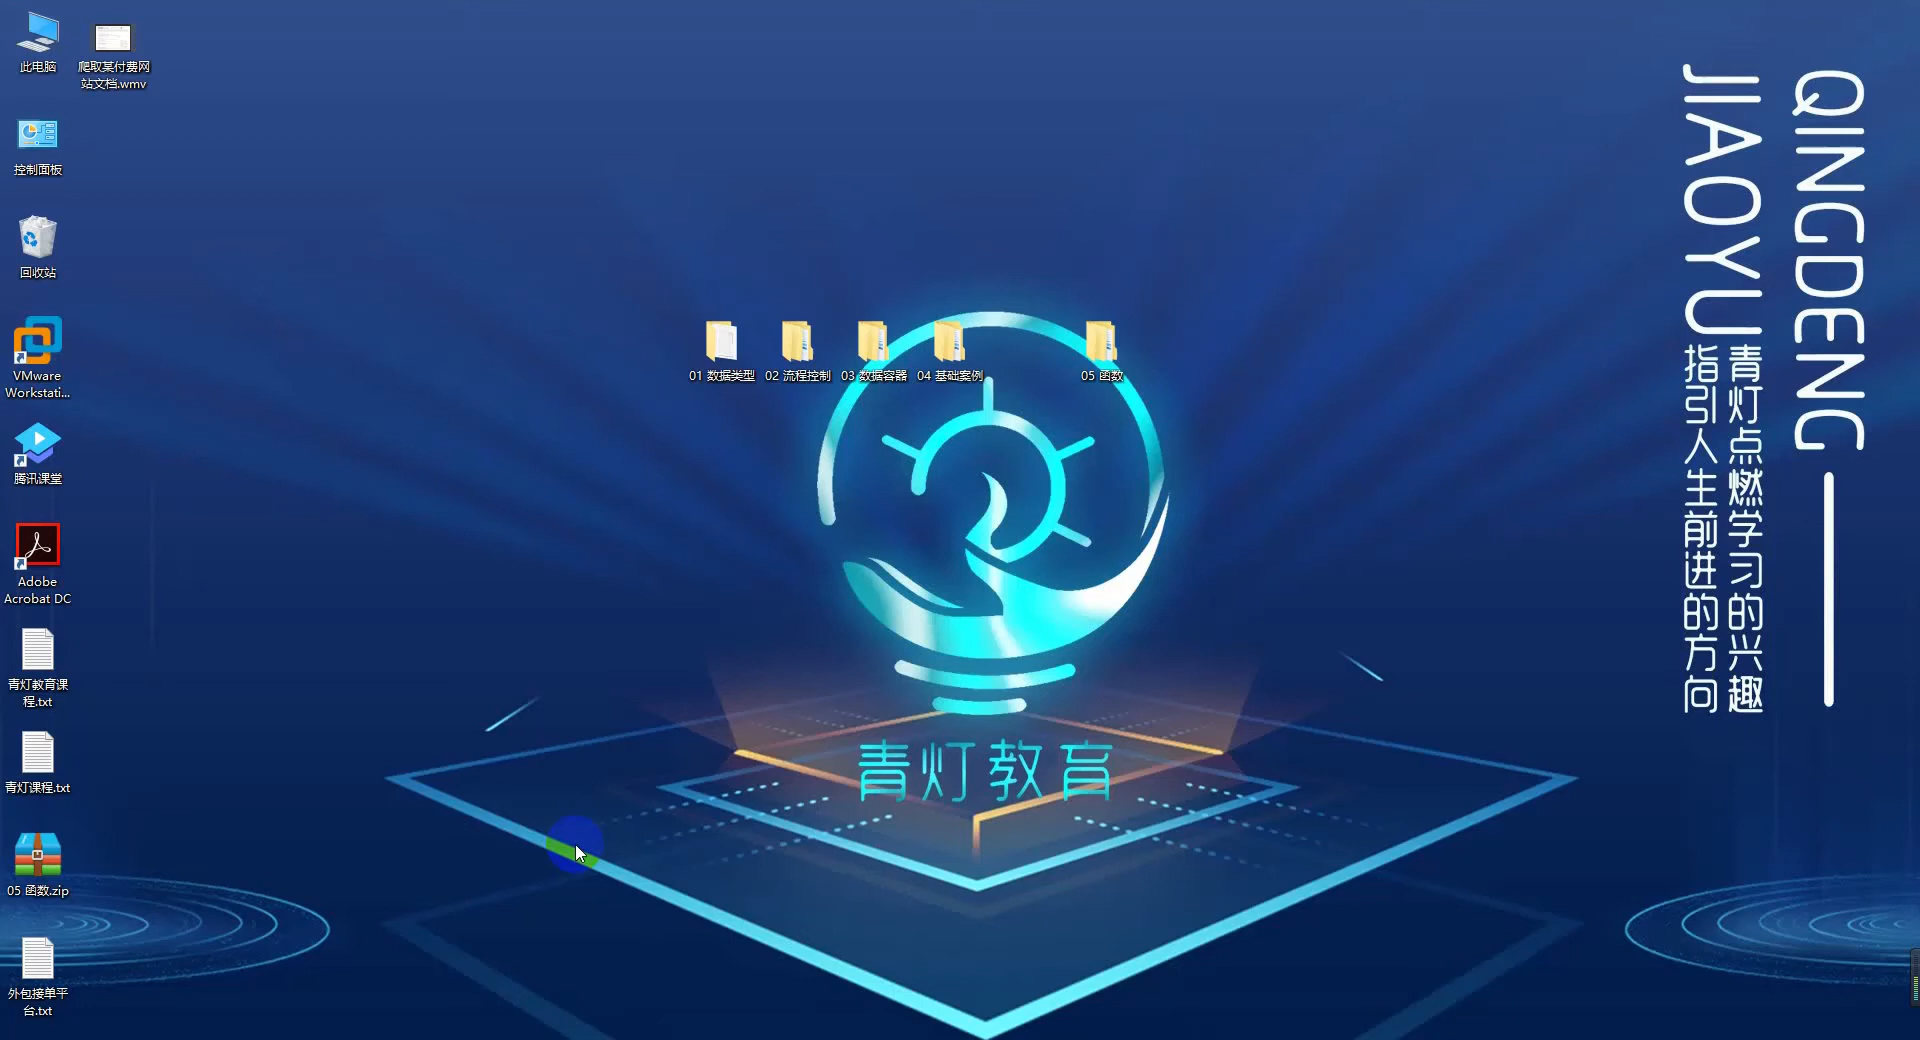 此电脑
爬取某付费网
站文档.wmv
控制面板
回收站
VMware
Workstati...
腾讯课堂
Adobe
Acrobat DC
青灯教育课
程.txt
青灯课程.txt
05 函数.zip
外包接单平
台.txt
01 数据类型
02 流程控制
03 数据容器
04 基础案例
05 函数
青灯教育
QINGDENG
JIAOYU
青灯点燃学习的兴趣
指引人生前进的方向